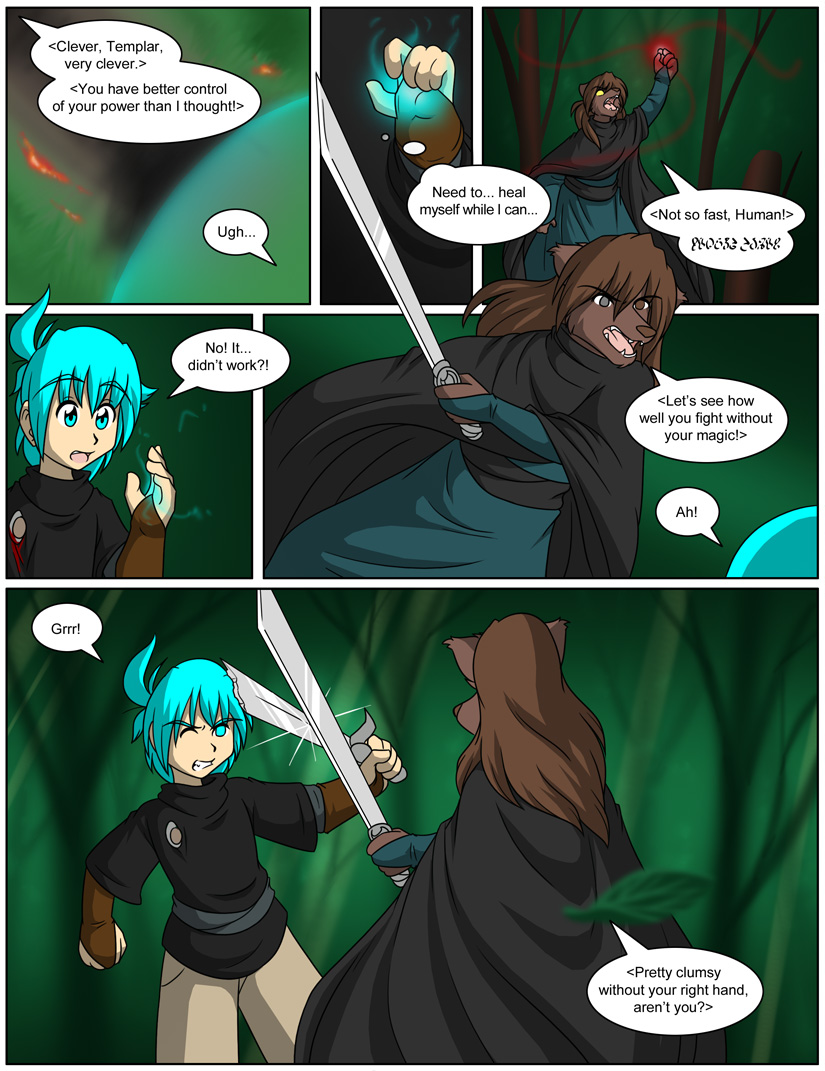 <Clever, Templar,
very clever.>
<You have better control
of your power than I thought!>
Ugh...
Need to... heal
myself while I can...
<Not so fast, Human!>
No! It...
didn't work?!
<Let's see how
well you fight without
your magic!>
Ah!
Grrr!
<Pretty clumsy
without your right hand,
aren't you?>